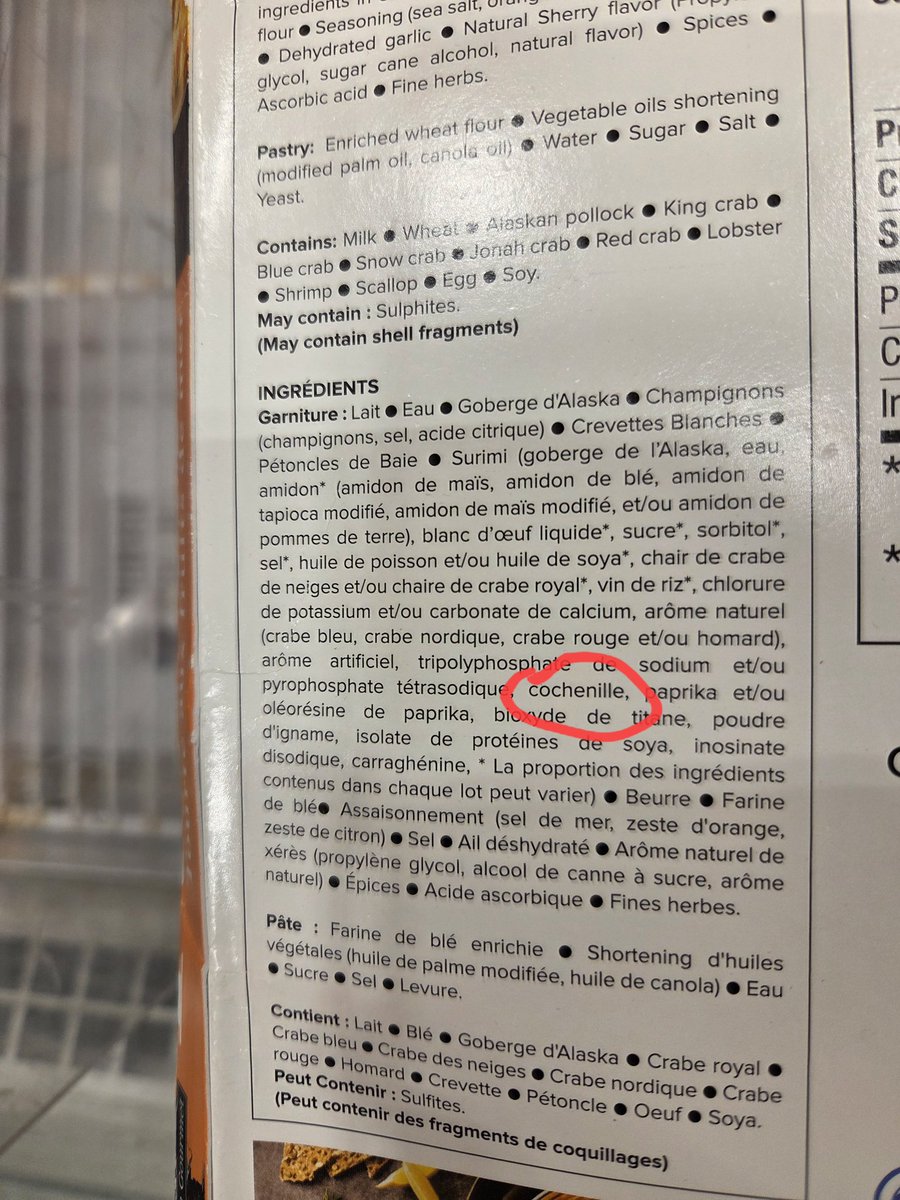 ingredients in
flour ● Seasoning (sea salt,
● Dehydrated garlic ● Natural Sherry flavor
glycol, sugar cane alcohol, natural flavor) ● Spices ●
Ascorbic acid ● Fine herbs.
Pastry: Enriched wheat flour ● Vegetable oils shortening
(modified palm oil, canola oil) ● Water ● Sugar ● Salt ●
Yeast.
Contains: Milk ● Wheat ● Alaskan pollock ● King crab ●
Blue crab ● Snow crab ● Jonah crab ● Red crab ● Lobster
● Shrimp ● Scallop ● Egg ● Soy.
May contain : Sulphites.
(May contain shell fragments)
INGRÉDIENTS
Garniture : Lait ● Eau ● Goberge d'Alaska ● Champignons
(champignons, sel, acide citrique) ● Crevettes Blanches ●
Pétoncles de Baie ● Surimi (goberge de l'Alaska, eau,
amidon* (amidon de maïs, amidon de blé, amidon de
tapioca modifié, amidon de maïs modifié, et/ou amidon de
pommes de terre), blanc d'œuf liquide*, sucre*, sorbitol*,
sel*, huile de poisson et/ou huile de soya*, chair de crabe
de neiges et/ou chaire de crabe royal*, vin de riz*, chlorure
de potassium et/ou carbonate de calcium, arôme naturel
(crabe bleu, crabe nordique, crabe rouge et/ou homard),
arôme artificiel, tripolyphosphate de sodium et/ou
pyrophosphate tétrasodique, cochenille, paprika et/ou
oléorésine de paprika, bioxyde de titane, poudre
d'igname, isolate de protéines de soya, inosinate
disodique, carraghénine, * La proportion des ingrédients
contenus dans chaque lot peut varier) ● Beurre ● Farine
de blé● Assaisonnement (sel de mer, zeste d'orange,
zeste de citron) ● Sel ● Ail déshydraté ● Arôme naturel de
xérès (propylène glycol, alcool de canne à sucre, arôme
naturel) ● Épices ● Acide ascorbique ● Fines herbes.
Pâte : Farine de blé enrichie ● Shortening d'huiles
végétales (huile de palme modifiée, huile de canola) ● Eau
● Sucre ● Sel ● Levure.
Contient : Lait ● Blé ● Goberge d'Alaska ● Crabe royal ●
Crabe bleu ● Crabe des neiges ● Crabe nordique ● Crabe
rouge ● Homard ● Crevette ● Pétoncle ● Oeuf ● Soya.
Peut Contenir : Sulfites.
(Peut contenir des fragments de coquillages)